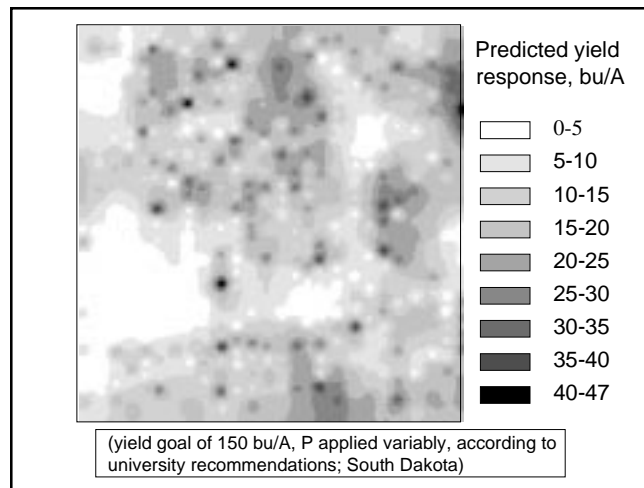 Predicted yield
response, bu/A
0-5
5-10
10-15
15-20
20-25
25-30
30-35
35-40
40-47
(yield goal of 150 bu/A, P applied variably, according to
university recommendations; South Dakota)